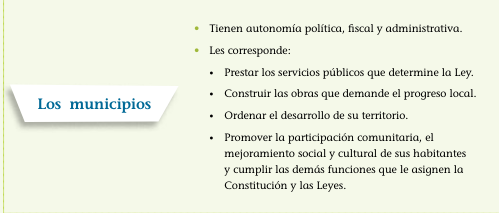 Los municipios
• Tienen autonomía política, fiscal y administrativa.
• Les corresponde:
• Prestar los servicios públicos que determine la Ley.
• Construir las obras que demande el progreso local.
• Ordenar el desarrollo de su territorio.
• Promover la participación comunitaria, el
mejoramiento social y cultural de sus habitantes
y cumplir las demás funciones que le asignen la
Constitución y las Leyes.